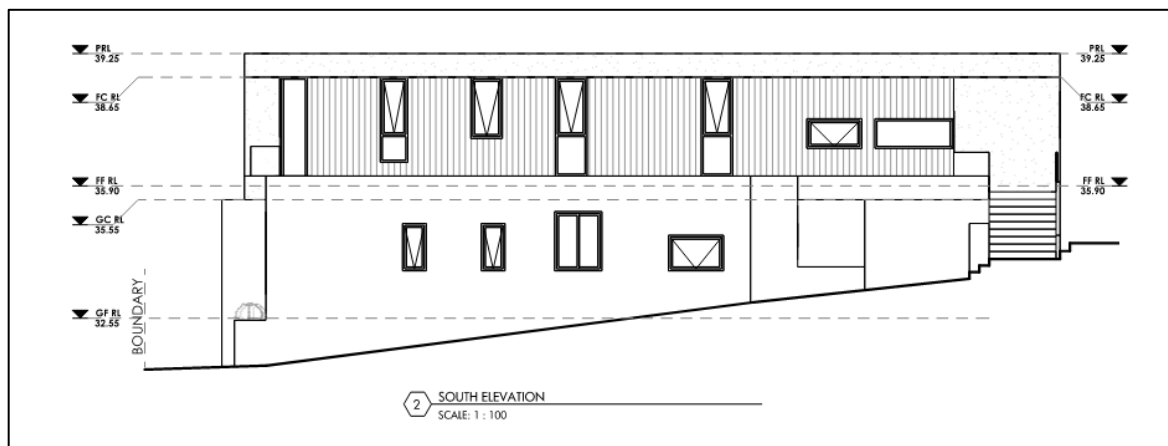 PRL
39.25
FC RL
38.65
FF RL
35.90
GC RL
35.55
GF RL
32.55
BOUNDARY
PRL
39.25
FC RL
38.65
FF RL
35.90
2
SOUTH ELEVATION
SCALE: 1 : 100